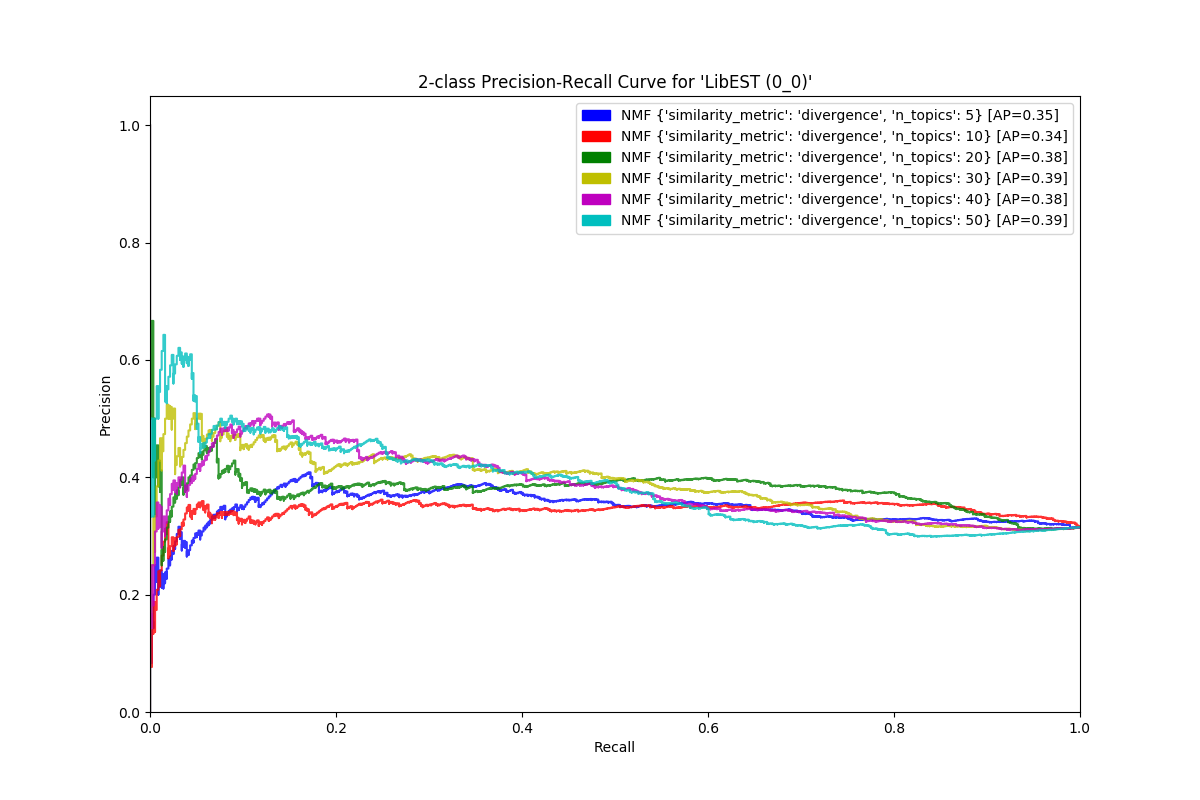 2-class Precision-Recall Curve for 'LibEST (0_0)'
NMF {'similarity_metric': 'divergence', 'n_topics': 5} [AP=0.35]
NMF {'similarity_metric': 'divergence', 'n_topics': 10} [AP=0.34]
NMF {'similarity_metric': 'divergence', 'n_topics': 20} [AP=0.38]
NMF {'similarity_metric': 'divergence', 'n_topics': 30} [AP=0.39]
NMF {'similarity_metric': 'divergence', 'n_topics': 40} [AP=0.38]
NMF {'similarity_metric': 'divergence', 'n_topics': 50} [AP=0.39]
1.0
0.8
0.6
0.4
0.2
0.0
Precision
0.0 0.2 0.4 0.6 0.8 1.0
Recall